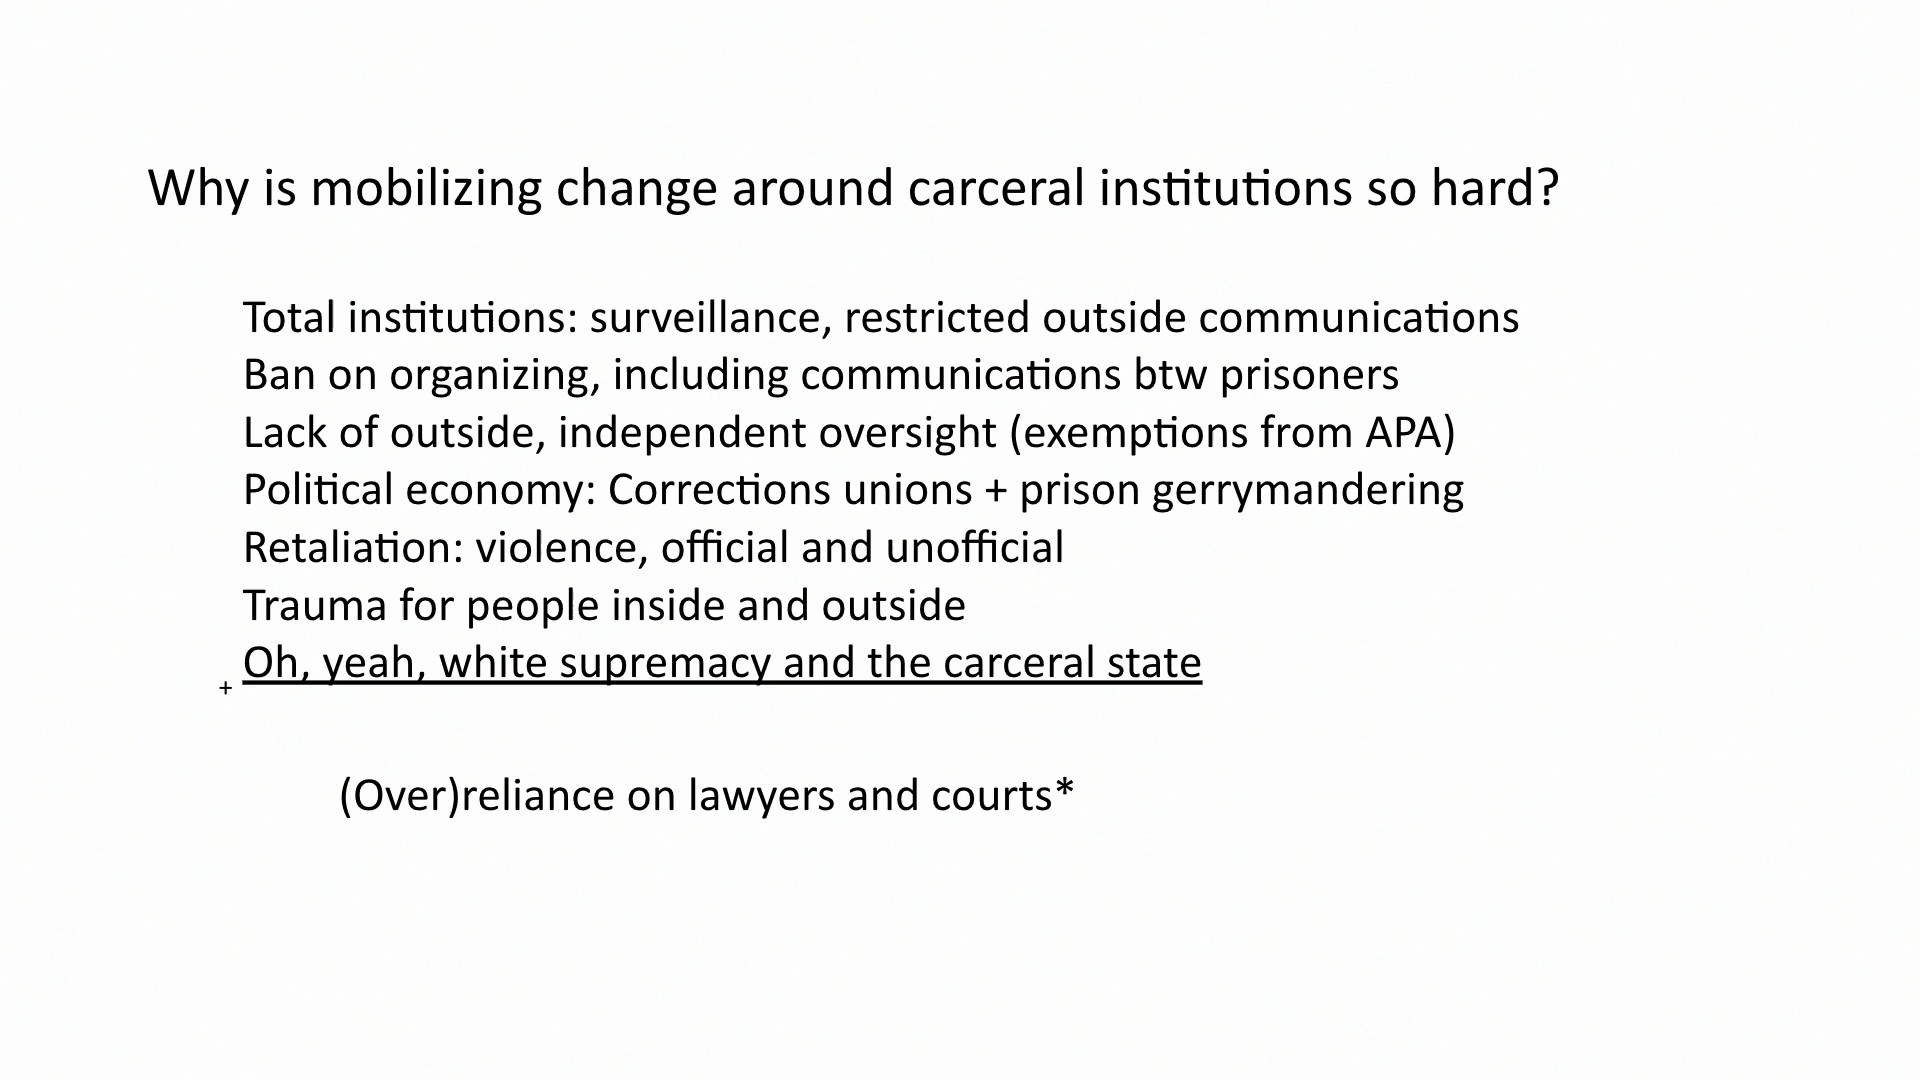 Why is mobilizing change around carceral institutions so hard?
Total institutions: surveillance, restricted outside communications
Ban on organizing, including communications btw prisoners
Lack of outside, independent oversight (exemptions from APA)
Political economy: Corrections unions + prison gerrymandering
Retaliation: violence, official and unofficial
Trauma for people inside and outside
+ Oh, yeah, white supremacy and the carceral state
(Over)reliance on lawyers and courts*